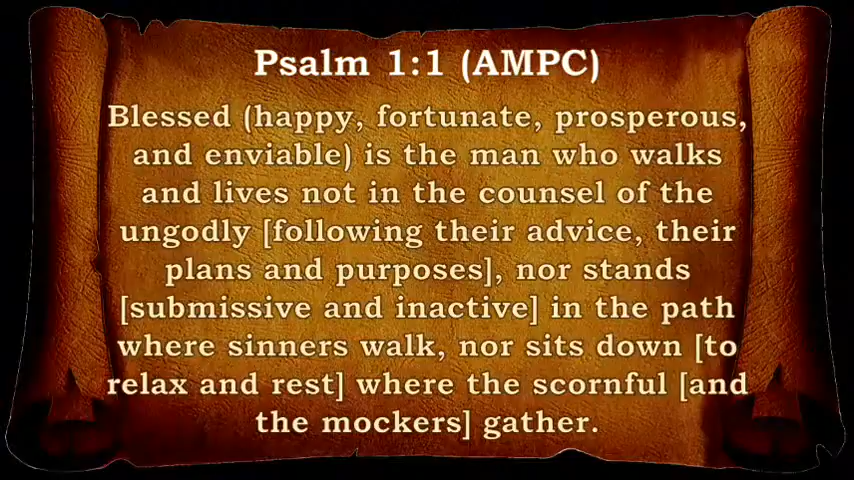 Psalm 1:1 (AMPC)
Blessed (happy, fortunate, prosperous,
and enviable) is the man who walks
and lives not in the counsel of the
ungodly [following their advice, their
plans and purposes], nor stands
[submissive and inactive] in the path
where sinners walk, nor sits down [to
relax and rest] where the scornful [and
the mockers] gather.